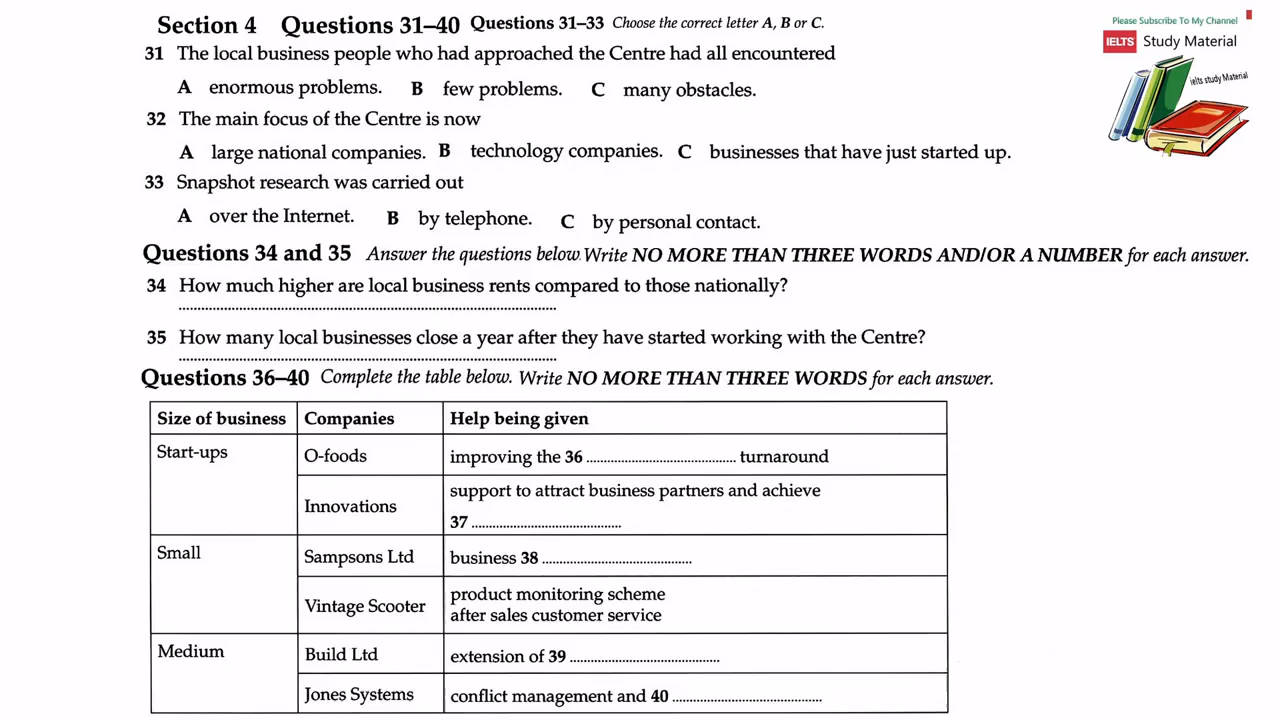 Section 4 Questions 31–40 Questions 31–33 Choose the correct letter A, B or C.
Please Subscribe To My Channel
IELTS Study Material
ielts study Material
31 The local business people who had approached the Centre had all encountered
A enormous problems. B few problems. C many obstacles.
32 The main focus of the Centre is now
A large national companies. B technology companies. C businesses that have just started up.
33 Snapshot research was carried out
A over the Internet. B by telephone. C by personal contact.
Questions 34 and 35 Answer the questions below. Write NO MORE THAN THREE WORDS AND/OR A NUMBER for each answer.
34 How much higher are local business rents compared to those nationally?
................................................................................
35 How many local businesses close a year after they have started working with the Centre?
................................................................................
Questions 36–40 Complete the table below. Write NO MORE THAN THREE WORDS for each answer.
Size of business Companies Help being given
Start-ups O-foods improving the 36 ........................................ turnaround
Innovations support to attract business partners and achieve
37 ........................................
Small Sampsons Ltd business 38 ........................................
Vintage Scooter product monitoring scheme
after sales customer service
Medium Build Ltd extension of 39 ........................................
Jones Systems conflict management and 40 ........................................